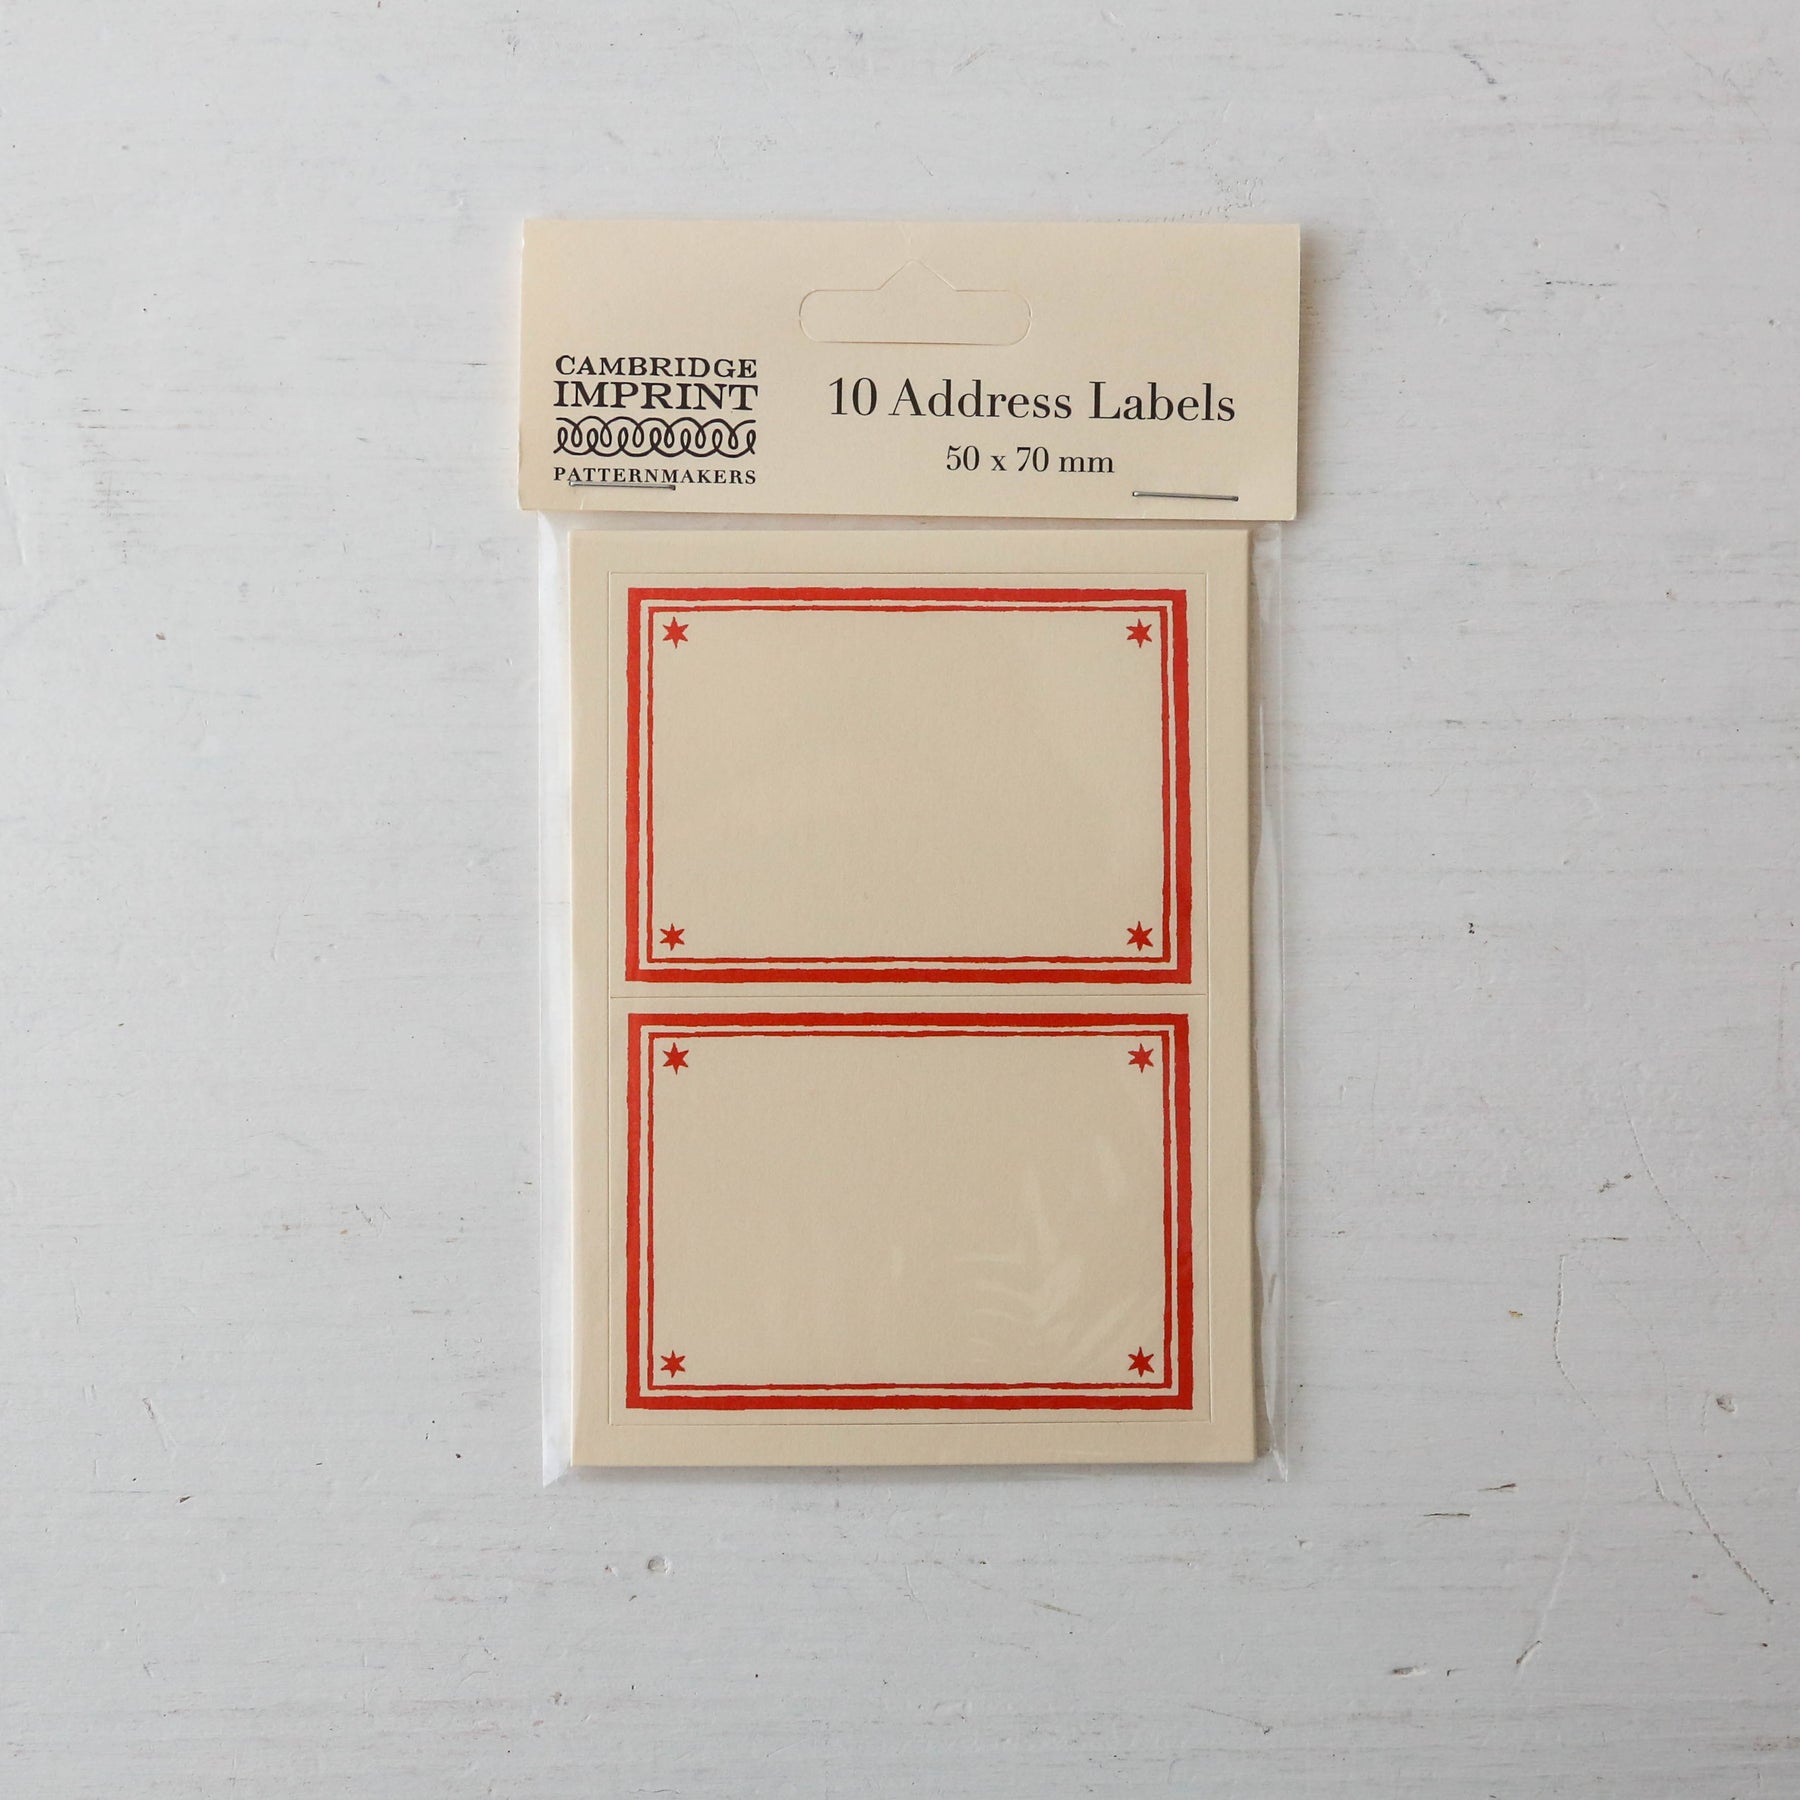 CAMBRIDGE
IMPRINT
PATTERNMAKERS
10 Address Labels
50 x 70 mm